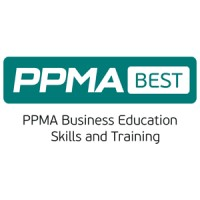 PPMA BEST
PPMA Business Education
Skills and Training